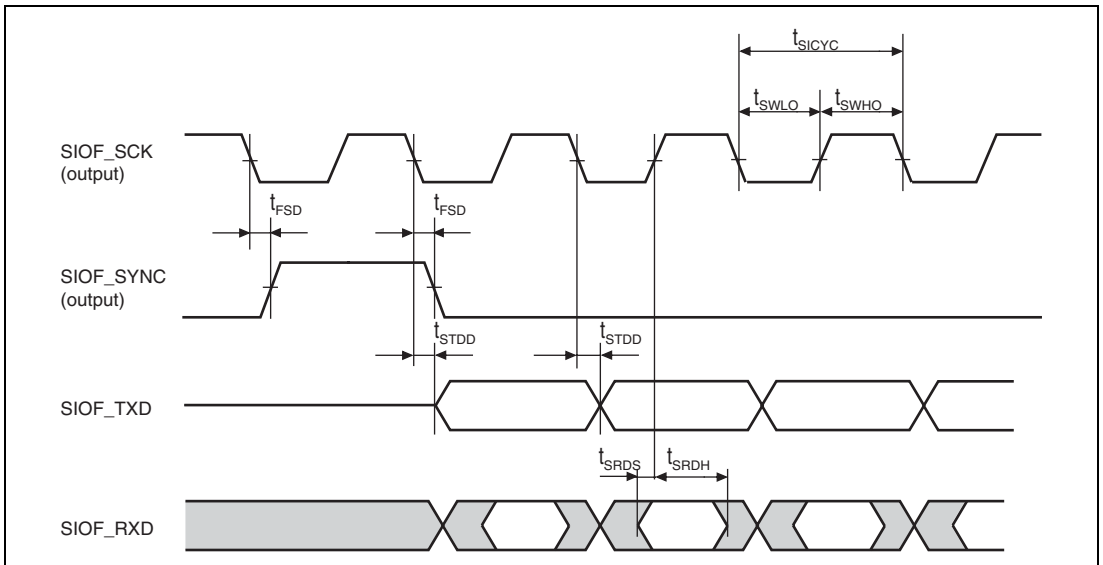 tSICYC
tSWLO tSWHO
SIOF_SCK
(output)
tFSD tFSD
SIOF_SYNC
(output)
tSTDD tSTDD
SIOF_TXD
tSRDS tSRDH
SIOF_RXD